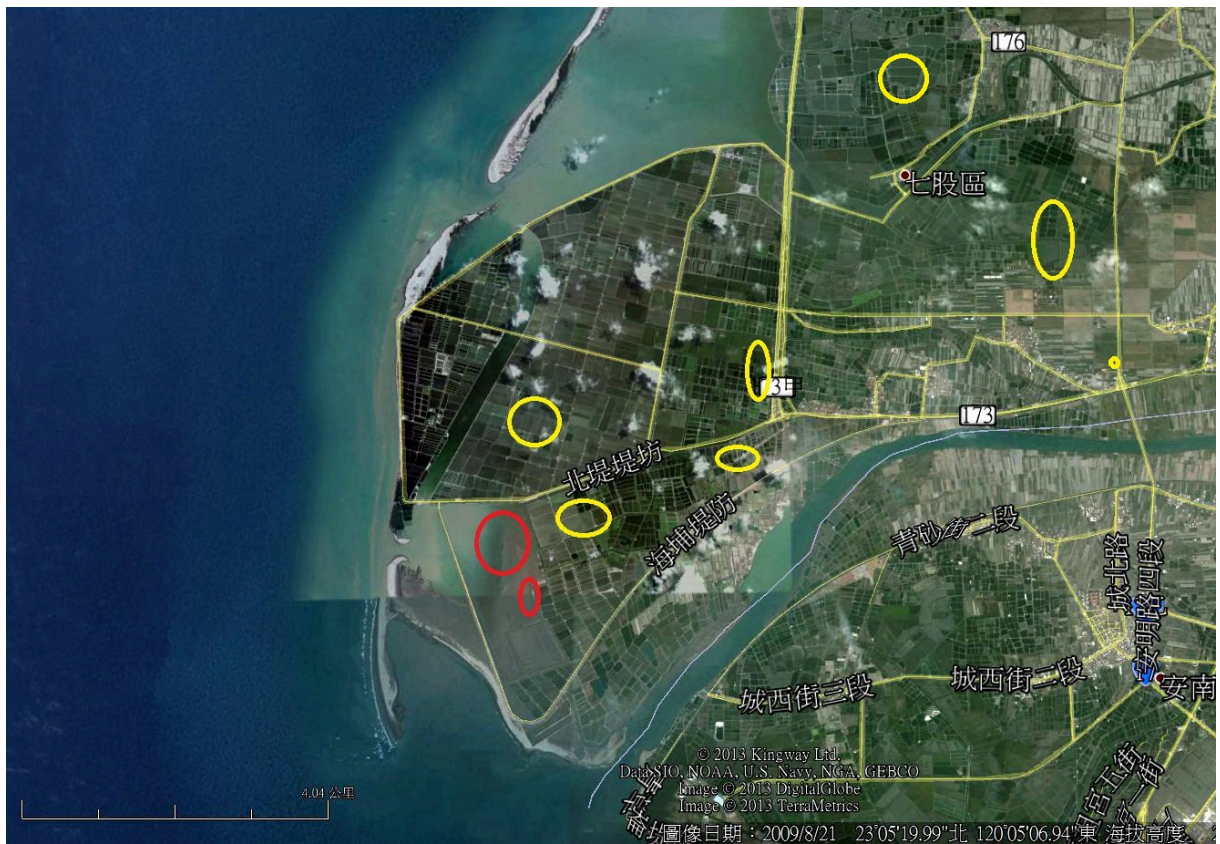 176
七股區
173
北堤堤坊
海埔堤防
青砂街二段
城北路
安明路四段
城西街二段
城西街三段
安南
© 2013 Kingway Ltd.
Data SIO, NOAA, U.S. Navy, NGA, GEBCO
Image © 2013 DigitalGlobe
Image © 2013 TerraMetrics
4.04 公里
圖像日期：2009/8/21 23°05'19.99"北 120°05'06.94"東 海拔高度